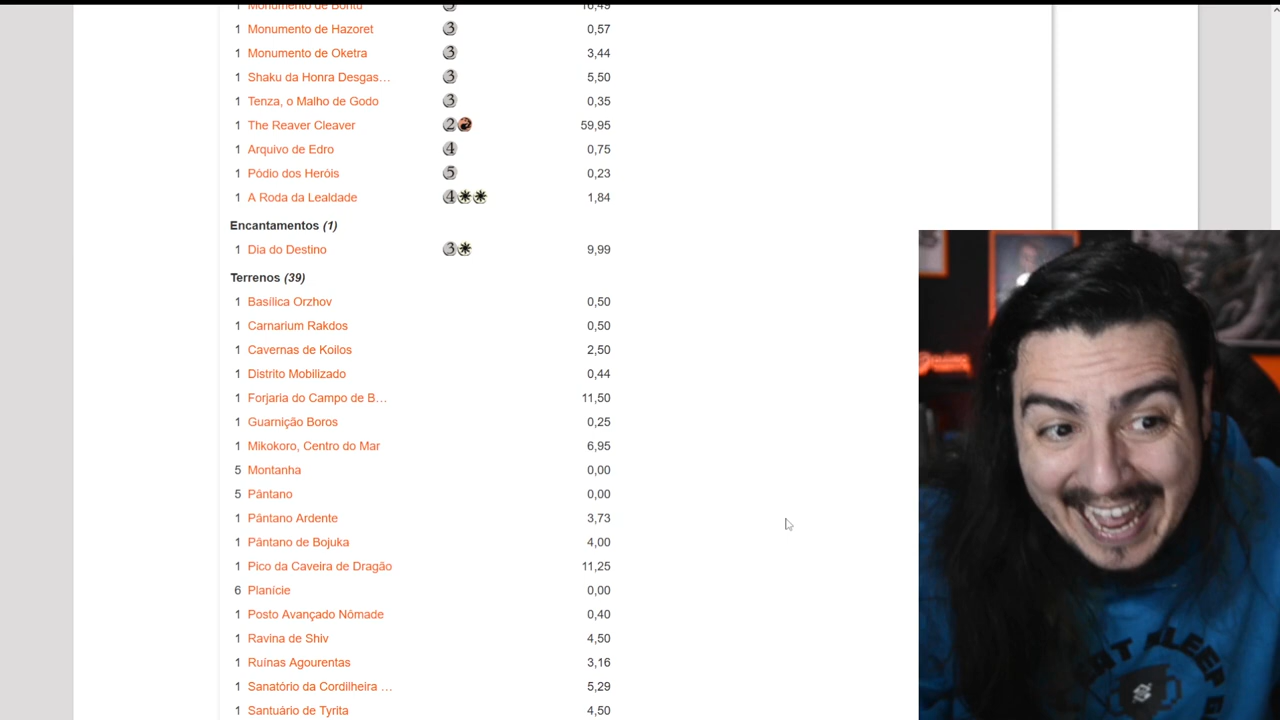 1 Monumento de Bontu 3 10,49
1 Monumento de Hazoret 3 0,57
1 Monumento de Oketra 3 3,44
1 Shaku da Honra Desgas… 3 5,50
1 Tenza, o Malho de Godo 3 0,35
1 The Reaver Cleaver 2 59,95
1 Arquivo de Edro 4 0,75
1 Pódio dos Heróis 5 0,23
1 A Roda da Lealdade 4 1,84
Encantamentos (1)
1 Dia do Destino 3 9,99
Terrenos (39)
1 Basílica Orzhov 0,50
1 Carnarium Rakdos 0,50
1 Cavernas de Koilos 2,50
1 Distrito Mobilizado 0,44
1 Forjaria do Campo de B… 11,50
1 Guarnição Boros 0,25
1 Mikokoro, Centro do Mar 6,95
5 Montanha 0,00
5 Pântano 0,00
1 Pântano Ardente 3,73
1 Pântano de Bojuka 4,00
1 Pico da Caveira de Dragão 11,25
6 Planície 0,00
1 Posto Avançado Nômade 0,40
1 Ravina de Shiv 4,50
1 Ruínas Agourentas 3,16
1 Sanatório da Cordilheira … 5,29
1 Santuário de Tyrita 4,50